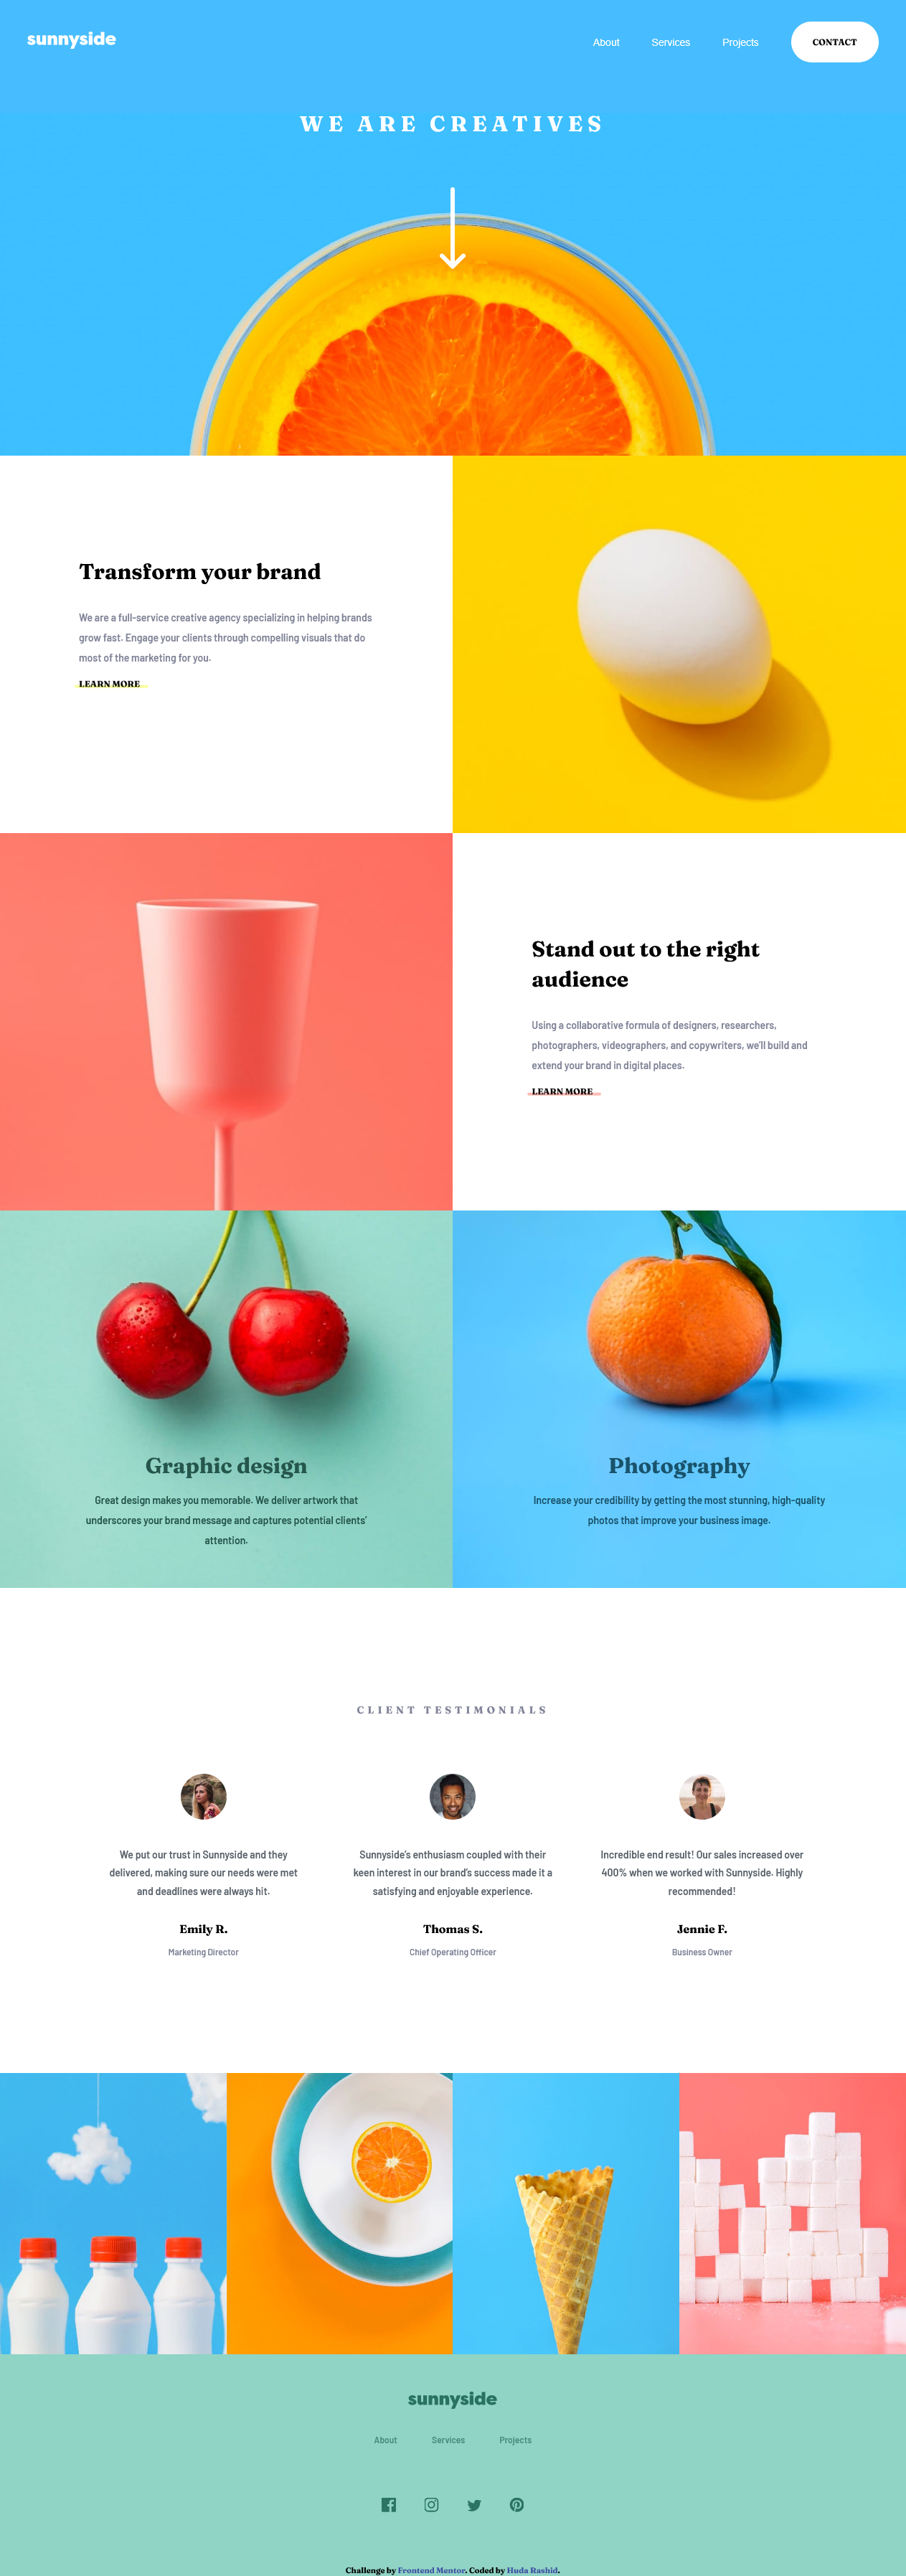 sunnyside
About Services Projects CONTACT
WE ARE CREATIVES
Transform your brand
We are a full-service creative agency specializing in helping brands
grow fast. Engage your clients through compelling visuals that do
most of the marketing for you.
LEARN MORE
Stand out to the right
audience
Using a collaborative formula of designers, researchers,
photographers, videographers, and copywriters, we'll build and
extend your brand in digital places.
LEARN MORE
Graphic design
Great design makes you memorable. We deliver artwork that
underscores your brand message and captures potential clients'
attention.
Photography
Increase your credibility by getting the most stunning, high-quality
photos that improve your business image.
CLIENT TESTIMONIALS
We put our trust in Sunnyside and they
delivered, making sure our needs were met
and deadlines were always hit.
Emily R.
Marketing Director
Sunnyside's enthusiasm coupled with their
keen interest in our brand's success made it a
satisfying and enjoyable experience.
Thomas S.
Chief Operating Officer
Incredible end result! Our sales increased over
400% when we worked with Sunnyside. Highly
recommended!
Jennie F.
Business Owner
sunnyside
About Services Projects
Challenge by Frontend Mentor. Coded by Huda Rashid.